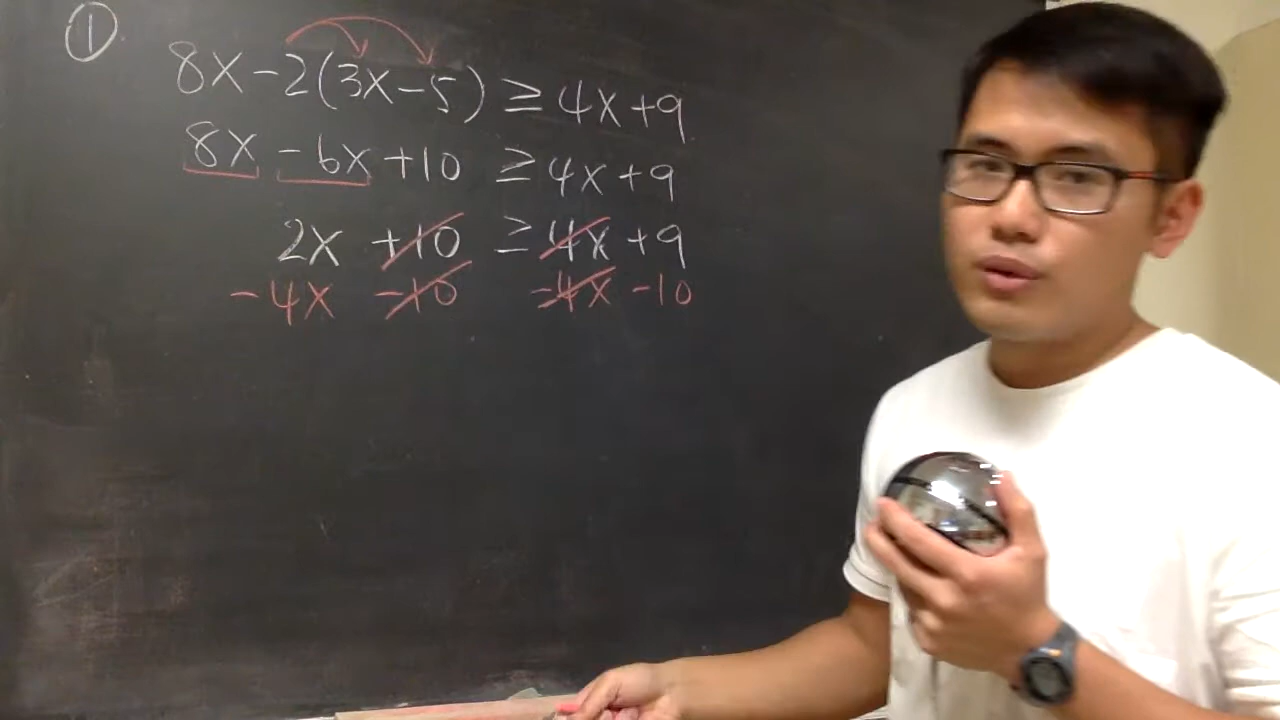 ①
8x - 2(3x - 5) ≥ 4x + 9
8x - 6x + 10 ≥ 4x + 9
2x + 10 ≥ 4x + 9
- 4x - 10 - 4x - 10